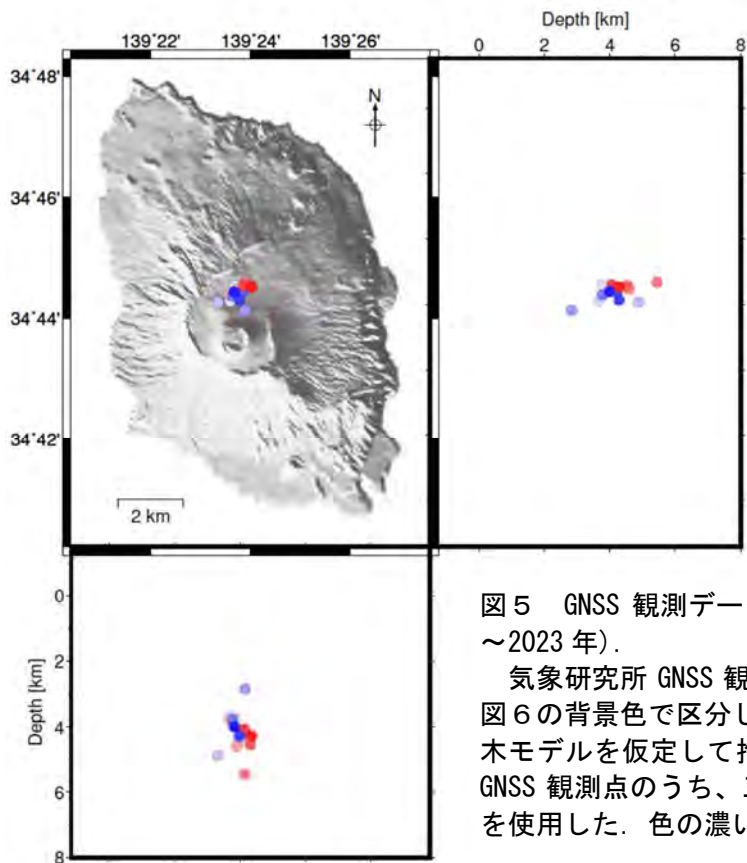 Depth [km]
139°22' 139°24' 139°26'
0 2 4 6 8
34°48'
34°46'
34°44'
34°42'
N
2 km
0
2
4
6
8
Depth [km]
図５ GNSS 観測デー
～2023 年).
気象研究所 GNSS 観
図６の背景色で区分し
木モデルを仮定して推
GNSS 観測点のうち、
を使用した. 色の濃い